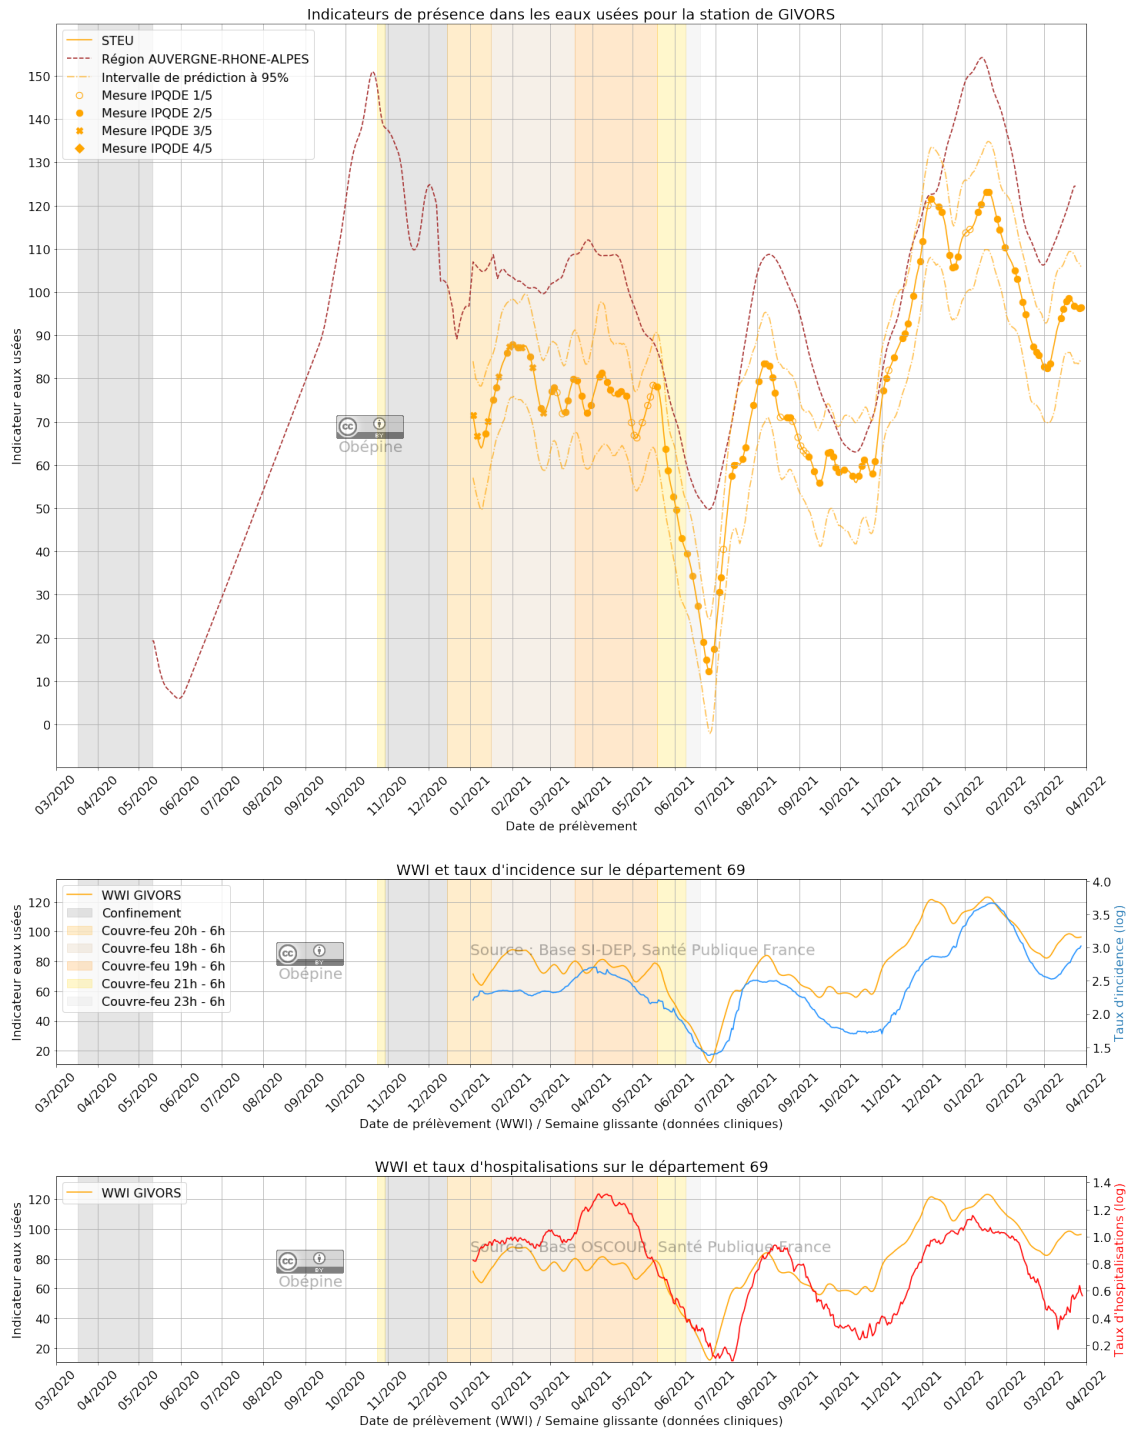 Indicateurs de présence dans les eaux usées pour la station de GIVORS
STEU
Région AUVERGNE-RHONE-ALPES
Intervalle de prédiction à 95%
Mesure IPQDE 1/5
Mesure IPQDE 2/5
Mesure IPQDE 3/5
Mesure IPQDE 4/5
Indicateur eaux usées
150
140
130
120
110
100
90
80
70
60
50
40
30
20
10
0
cc
BY
Obépine
03/2020 04/2020 05/2020 06/2020 07/2020 08/2020 09/2020 10/2020 11/2020 12/2020 01/2021 02/2021 03/2021 04/2021 05/2021 06/2021 07/2021 08/2021 09/2021 10/2021 11/2021 12/2021 01/2022 02/2022 03/2022 04/2022
Date de prélèvement
WWI et taux d'incidence sur le département 69
WWI GIVORS
Confinement
Couvre-feu 20h - 6h
Couvre-feu 18h - 6h
Couvre-feu 19h - 6h
Couvre-feu 21h - 6h
Couvre-feu 23h - 6h
Indicateur eaux usées
120
100
80
60
40
20
cc
BY
Obépine
Source : Base SI-DEP, Santé Publique France
4.0
3.5
3.0
2.5
2.0
1.5
Taux d'incidence (log)
03/2020 04/2020 05/2020 06/2020 07/2020 08/2020 09/2020 10/2020 11/2020 12/2020 01/2021 02/2021 03/2021 04/2021 05/2021 06/2021 07/2021 08/2021 09/2021 10/2021 11/2021 12/2021 01/2022 02/2022 03/2022 04/2022
Date de prélèvement (WWI) / Semaine glissante (données cliniques)
WWI et taux d'hospitalisations sur le département 69
WWI GIVORS
Indicateur eaux usées
120
100
80
60
40
20
cc
BY
Obépine
Source : Base OSCOUR, Santé Publique France
1.4
1.2
1.0
0.8
0.6
0.4
0.2
Taux d'hospitalisations (log)
03/2020 04/2020 05/2020 06/2020 07/2020 08/2020 09/2020 10/2020 11/2020 12/2020 01/2021 02/2021 03/2021 04/2021 05/2021 06/2021 07/2021 08/2021 09/2021 10/2021 11/2021 12/2021 01/2022 02/2022 03/2022 04/2022
Date de prélèvement (WWI) / Semaine glissante (données cliniques)